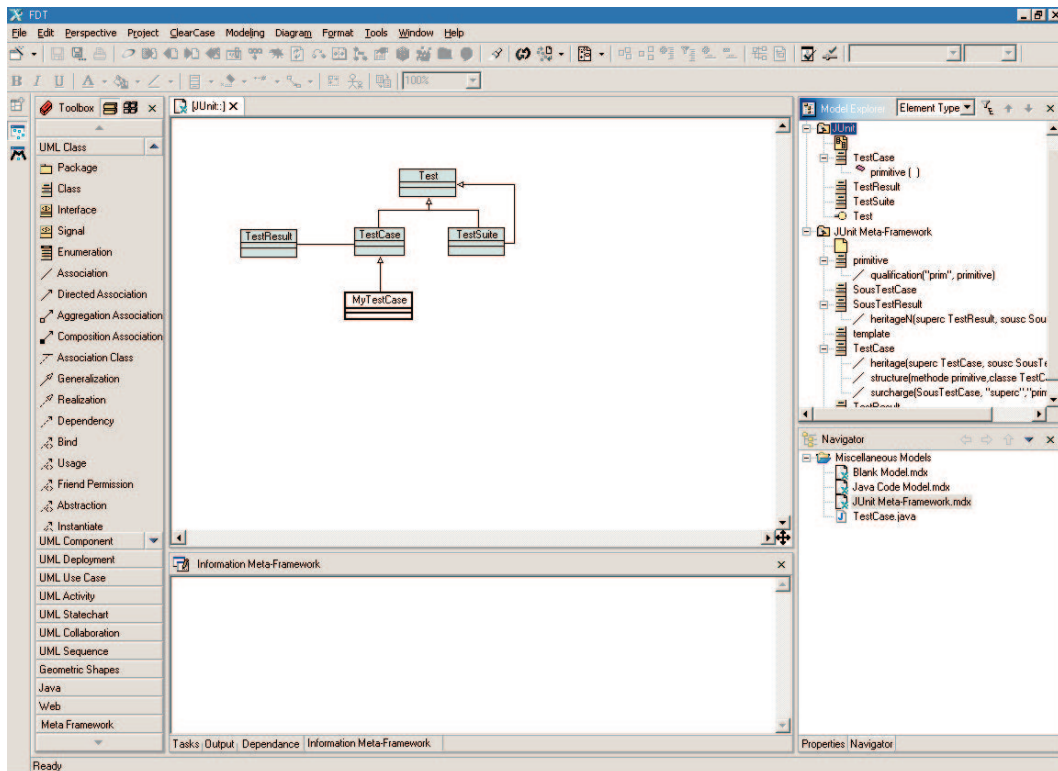 FDT
File Edit Perspective Project ClearCase Modeling Diagram Format Tools Window Help
B I U A 100%
Toolbox
UML Class
Package
Class
Interface
Signal
Enumeration
Association
Directed Association
Aggregation Association
Composition Association
Association Class
Generalization
Realization
Dependency
Bind
Usage
Friend Permission
Abstraction
Instantiate
UML Component
UML Deployment
UML Use Case
UML Activity
UML Statechart
UML Collaboration
UML Sequence
Geometric Shapes
Java
Web
Meta Framework
[JUnit::]
Test
TestResult
TestCase
TestSuite
MyTestCase
Information Meta-Framework
Tasks Output Dependance Information Meta-Framework
Model Explorer Element Type
JUnit
TestCase
primitive ( )
TestResult
TestSuite
Test
JUnit Meta-Framework
primitive
qualification("prim", primitive)
SousTestCase
SousTestResult
heritageN(superc TestResult, sousc Sou
template
TestCase
heritage(superc TestCase, sousc SousTe
structure(methode primitive,classe TestC
surcharge(SousTestCase, "superc","prin
TestResult
Navigator
Miscellaneous Models
Blank Model.mdx
Java Code Model.mdx
JUnit Meta-Framework.mdx
TestCase.java
Properties Navigator
Ready